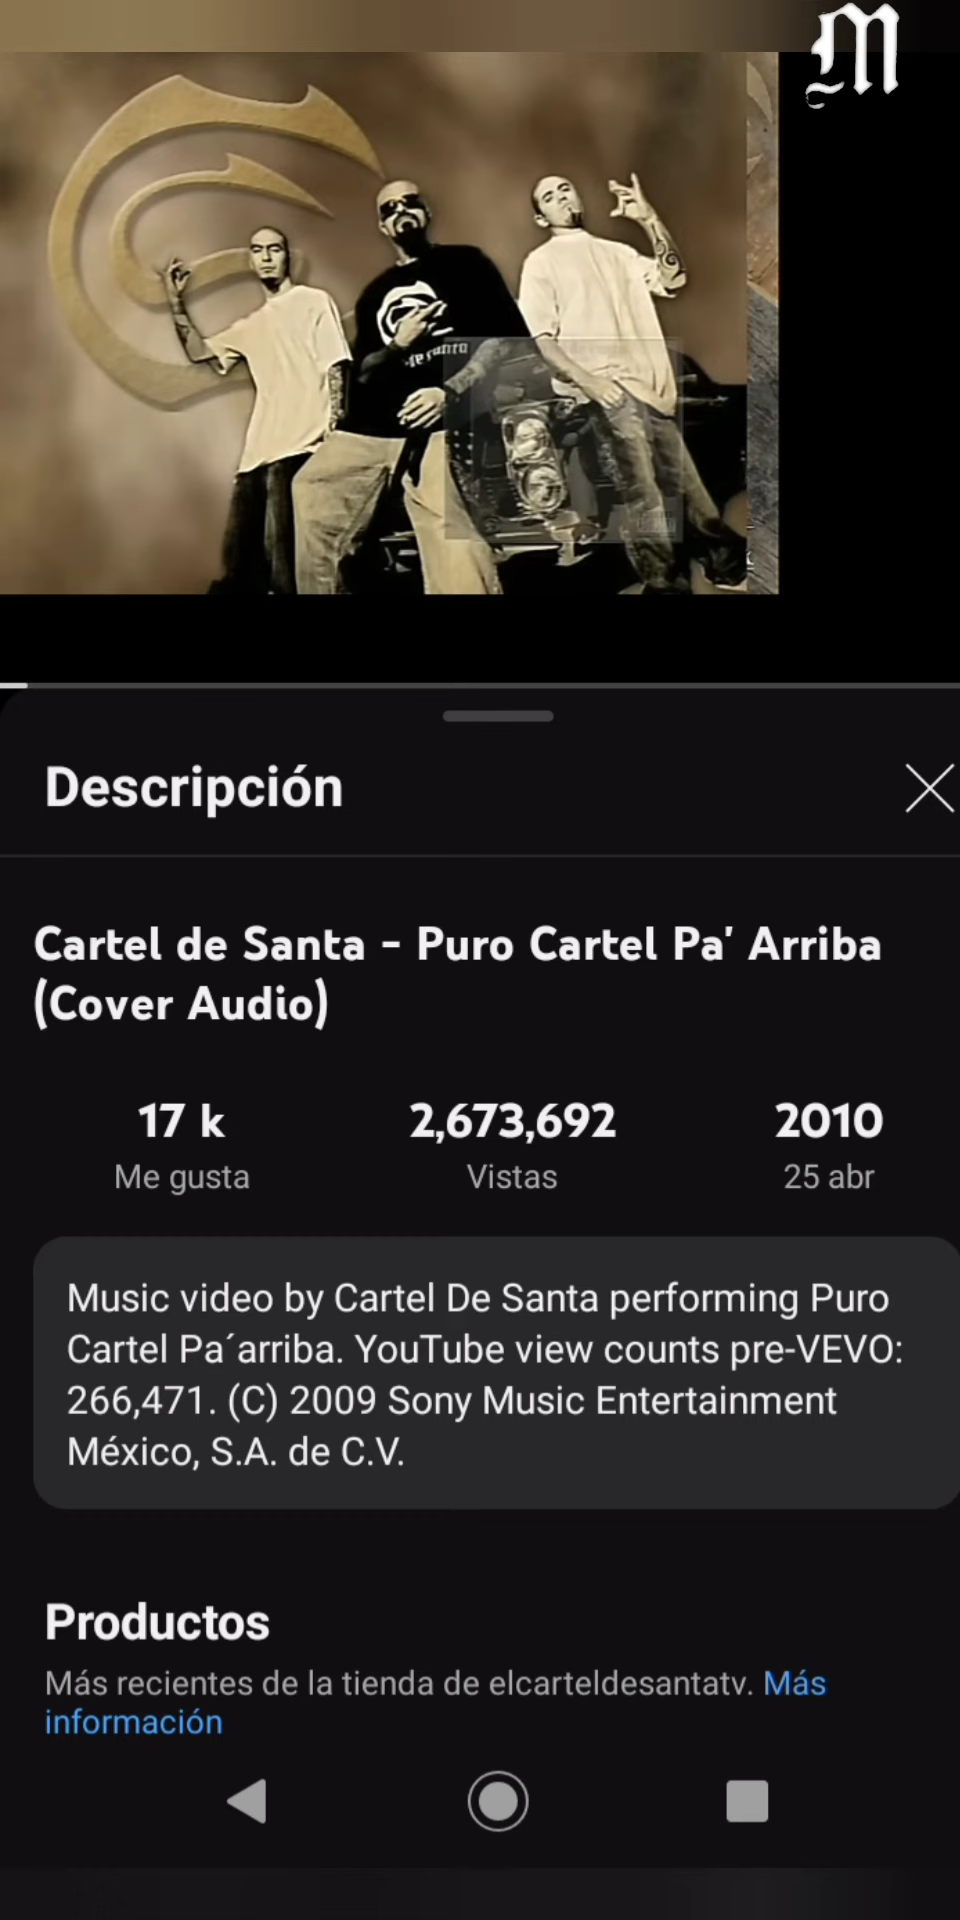 M
de santa
Descripción
Cartel de Santa - Puro Cartel Pa' Arriba
(Cover Audio)
17 k
2,673,692
2010
Me gusta
Vistas
25 abr
Music video by Cartel De Santa performing Puro
Cartel Pa´arriba. YouTube view counts pre-VEVO:
266,471. (C) 2009 Sony Music Entertainment
México, S.A. de C.V.
Productos
Más recientes de la tienda de elcarteldesantatv. Más
información